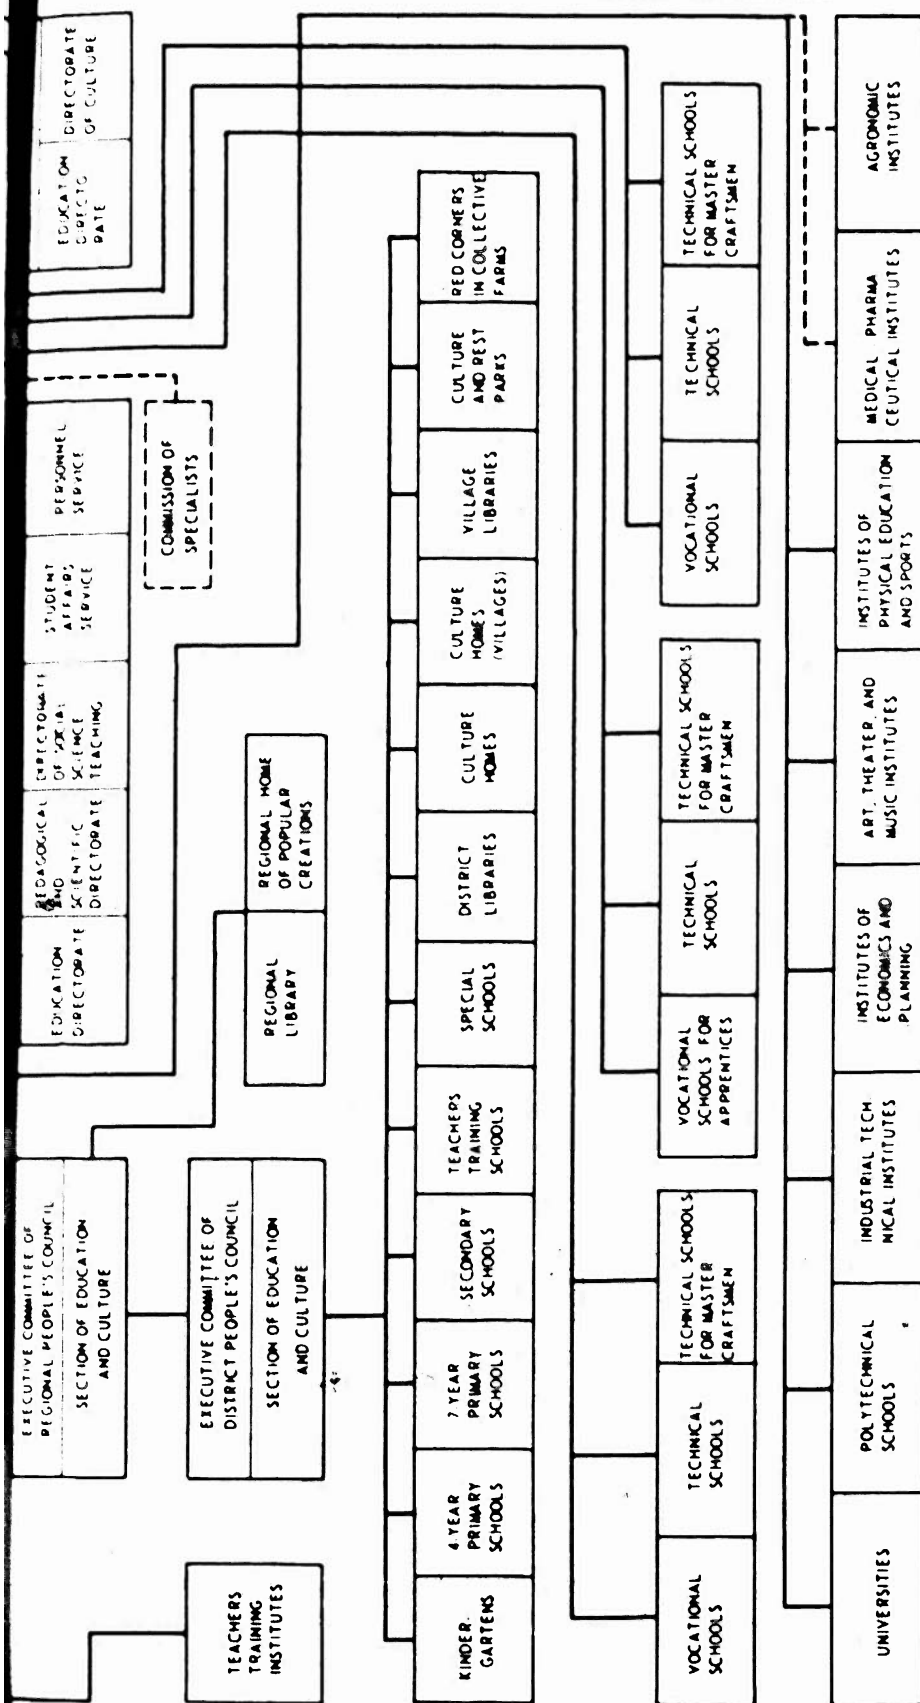 EXECUTIVE COMMITTEE OF
REGIONAL PEOPLE'S COUNCIL
SECTION OF EDUCATION
AND CULTURE
EDUCATION
DIRECTORATE
PEDAGOGICAL
AND
SCIENTIFIC
DIRECTORATE
DIRECTORATE
OF SOCIAL
SCIENCE
TEACHING
STUDENT
AFFAIRS
SERVICE
PERSONNEL
SERVICE
EDUCATION
DIRECTO
RATE
DIRECTORATE
OF CULTURE
COMMISSION OF
SPECIALISTS
TEACHERS
TRAINING
INSTITUTES
EXECUTIVE COMMITTEE OF
DISTRICT PEOPLE'S COUNCIL
SECTION OF EDUCATION
AND CULTURE
REGIONAL
LIBRARY
REGIONAL HOME
OF POPULAR
CREATIONS
KINDER.
GARTENS
4-YEAR
PRIMARY
SCHOOLS
7-YEAR
PRIMARY
SCHOOLS
SECONDARY
SCHOOLS
TEACHERS
TRAINING
SCHOOLS
SPECIAL
SCHOOLS
DISTRICT
LIBRARIES
CULTURE
HOMES
CULTURE
HOMES
(VILLAGES)
VILLAGE
LIBRARIES
CULTURE
AND REST
PARKS
RED CORNERS
IN COLLECTIVE
FARMS
VOCATIONAL
SCHOOLS
TECHNICAL
SCHOOLS
TECHNICAL SCHOOLS
FOR MASTER
CRAFTSMEN
VOCATIONAL
SCHOOLS FOR
APPRENTICES
TECHNICAL
SCHOOLS
TECHNICAL SCHOOLS
FOR MASTER
CRAFTSMEN
VOCATIONAL
SCHOOLS
TECHNICAL
SCHOOLS
TECHNICAL SCHOOLS
FOR MASTER
CRAFTSMEN
UNIVERSITIES
POLYTECHNICAL
SCHOOLS
INDUSTRIAL TECH
NICAL INSTITUTES
INSTITUTES OF
ECONOMICS AND
PLANNING
ART, THEATER, AND
MUSIC INSTITUTES
INSTITUTES OF
PHYSICAL EDUCATION
AND SPORTS
MEDICAL PHARMA
CEUTICAL INSTITUTES
AGRONOMIC
INSTITUTES